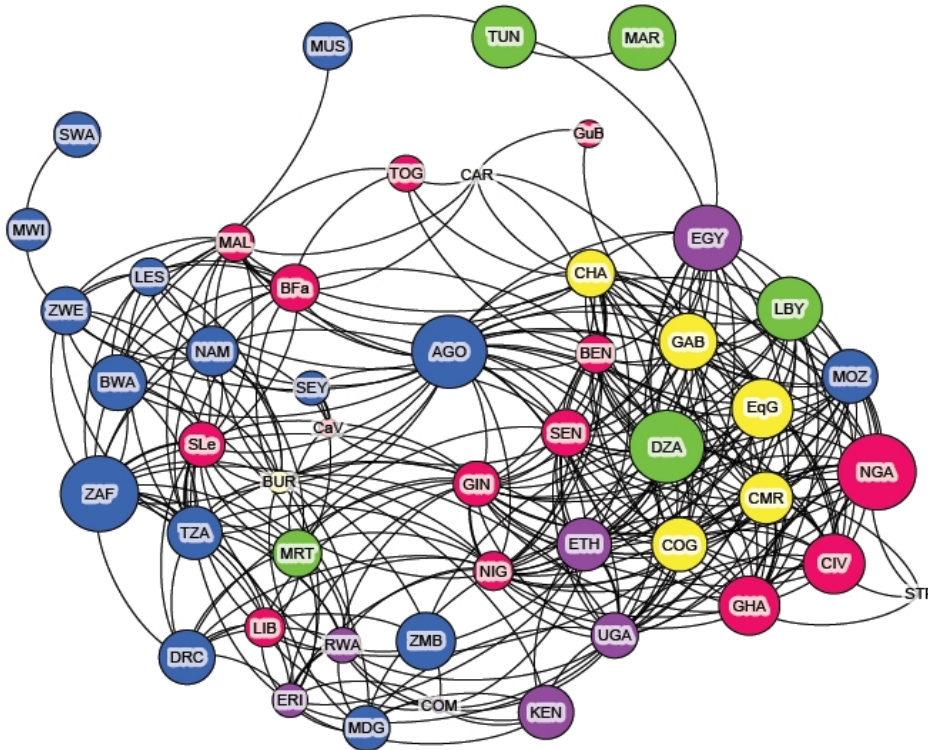 TUN
MAR
MUS
SWA
GuB
TOG
CAR
MWI
EGY
MAL
LES
CHA
BFa
ZWE
LBY
GAB
NAM
AGO
BEN
BWA
SEY
MOZ
EqG
CaV
SLe
SEN
DZA
NGA
BUR
GIN
ZAF
CMR
TZA
MRT
ETH
COG
NIG
CIV
STP
GHA
LIB
RWA
ZMB
UGA
DRC
ERI
COM
KEN
MDG